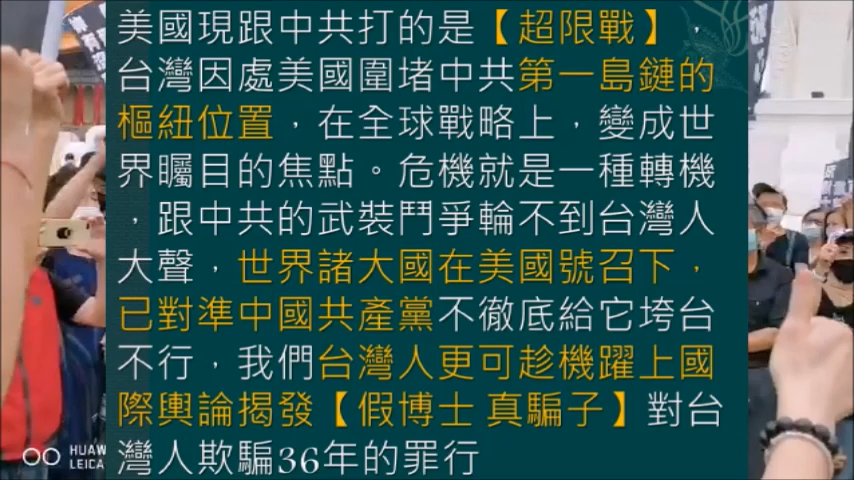 美國現跟中共打的是【超限戰】，
台灣因處美國圍堵中共第一島鏈的
樞紐位置，在全球戰略上，變成世
界矚目的焦點。危機就是一種轉機
，跟中共的武裝鬥爭輪不到台灣人
大聲，世界諸大國在美國號召下，
已對準中國共產黨不徹底給它垮台
不行，我們台灣人更可趁機躍上國
際輿論揭發【假博士 真騙子】對台
灣人欺騙36年的罪行
HUAW
LEICA